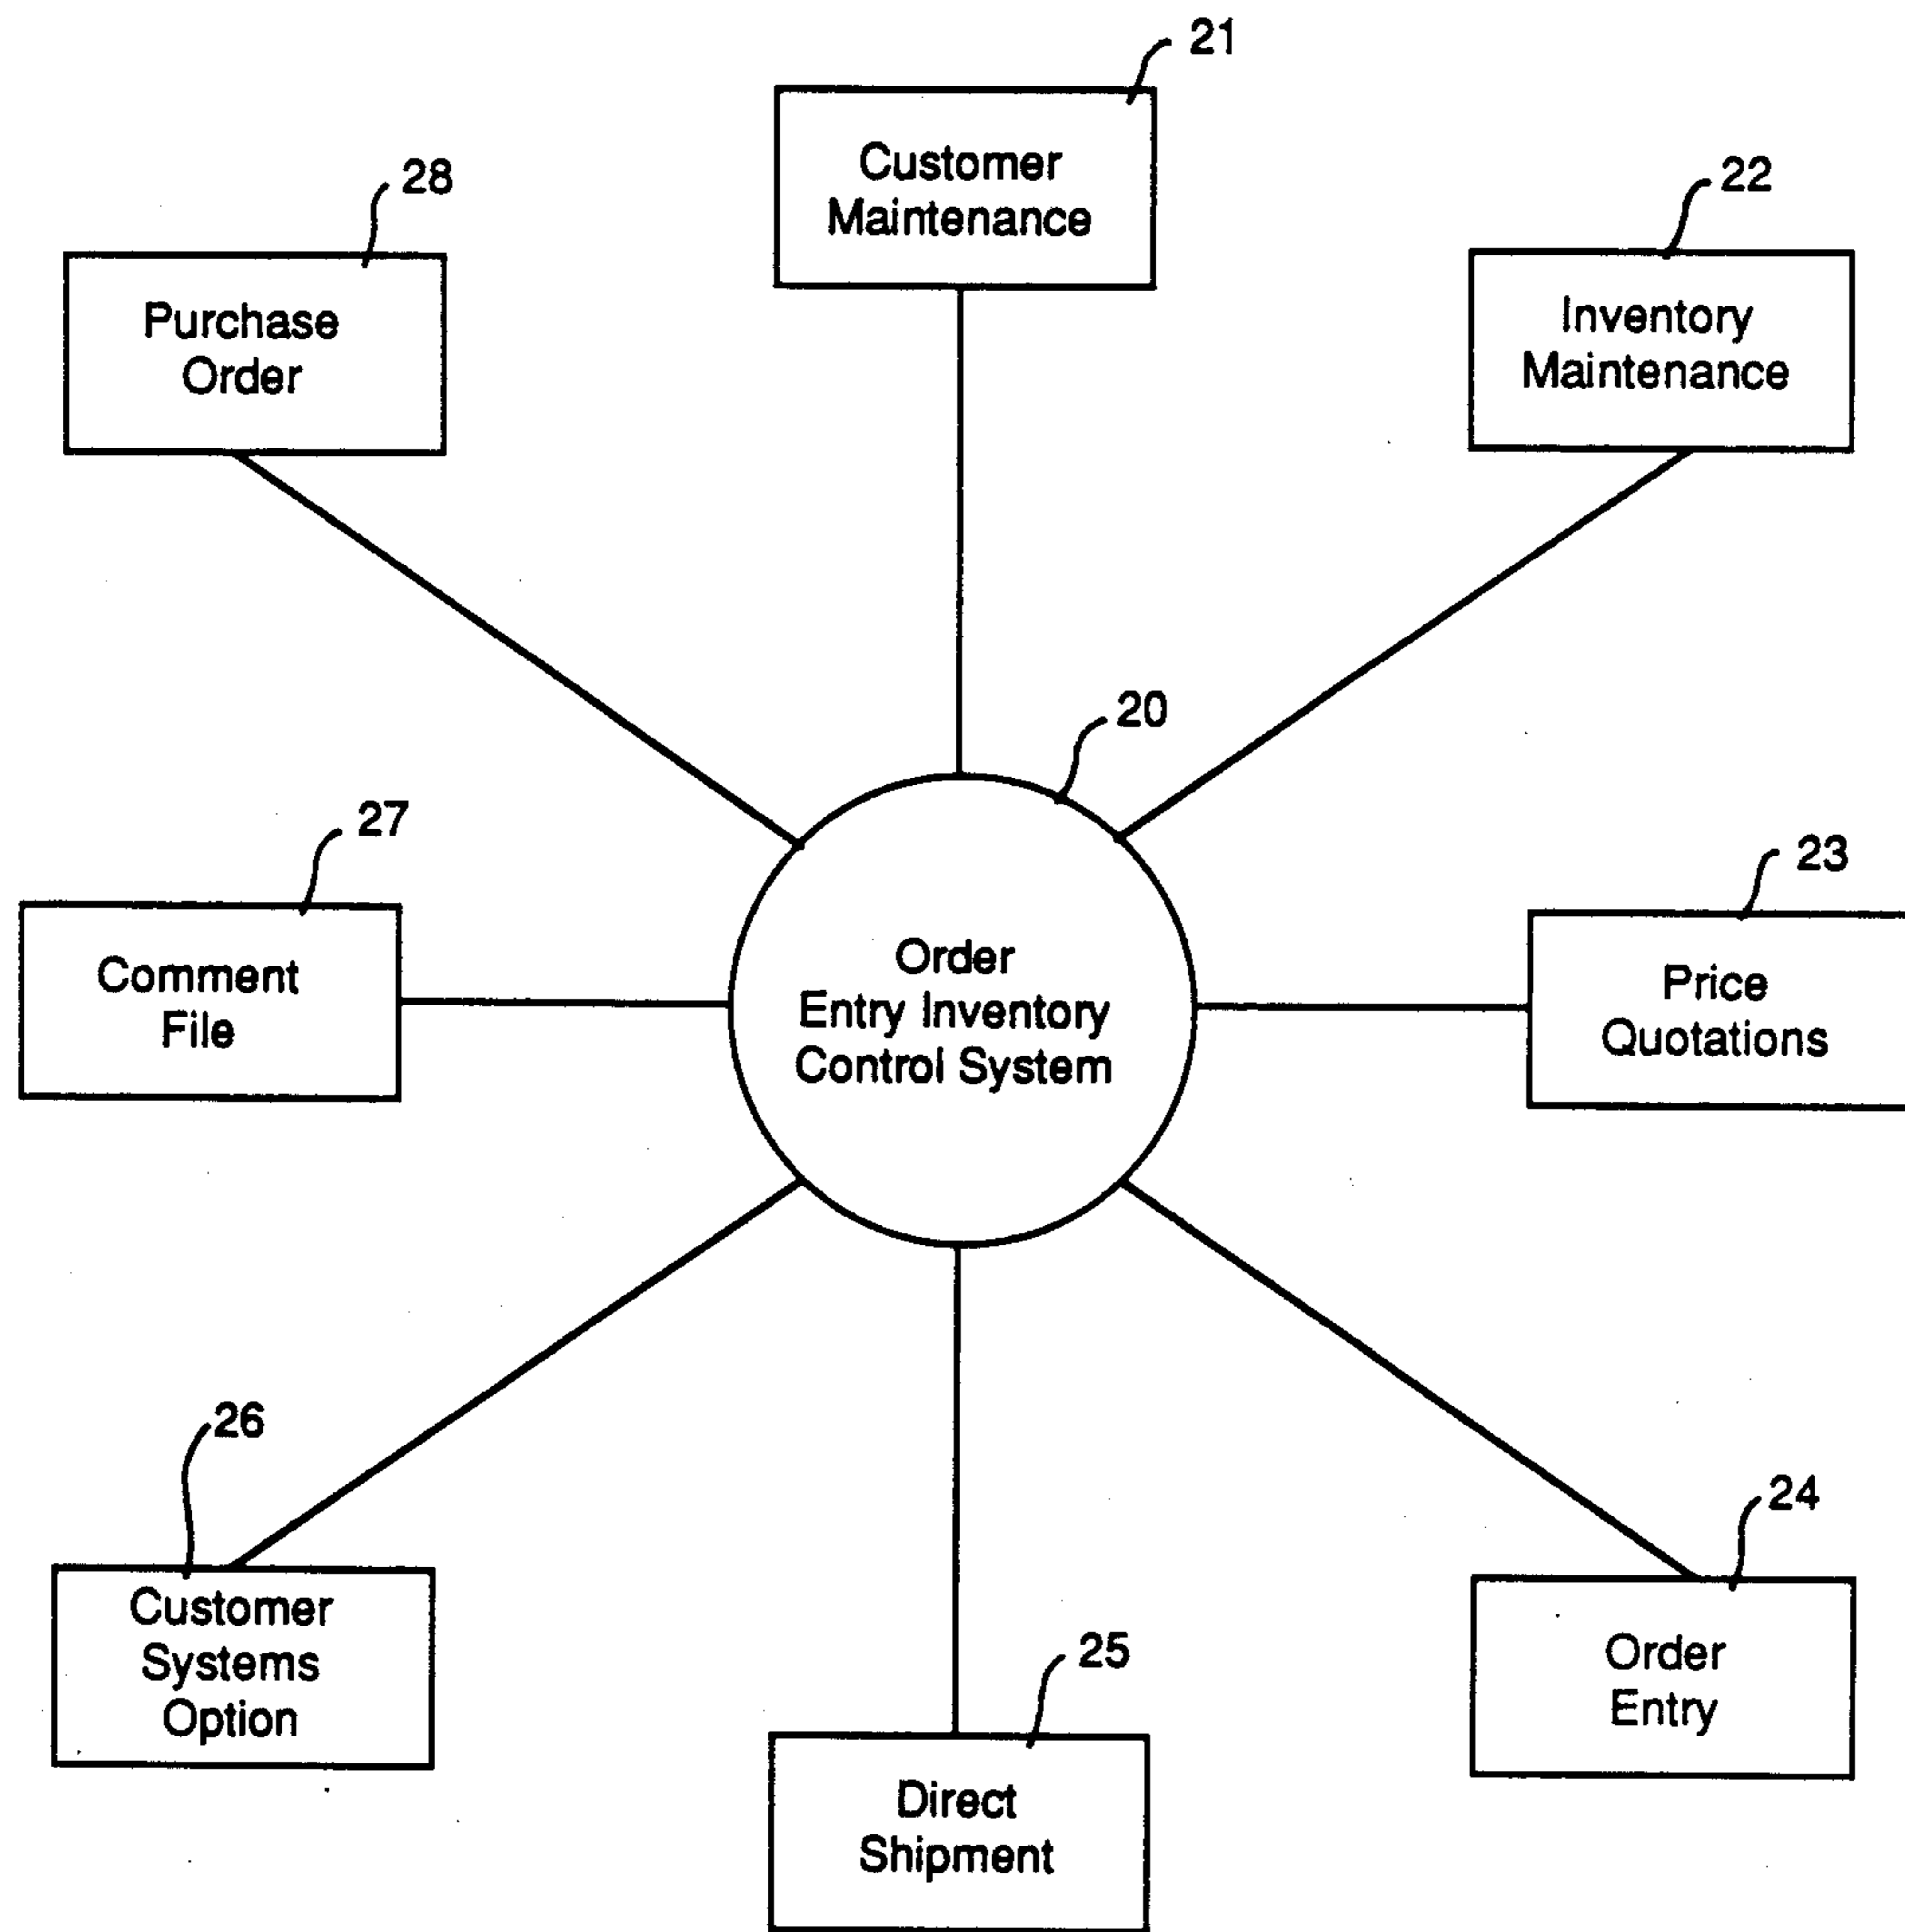 21
Customer
Maintenance
28
Purchase
Order
22
Inventory
Maintenance
20
Order
Entry Inventory
Control System
27
Comment
File
23
Price
Quotations
26
Customer
Systems
Option
25
Direct
Shipment
24
Order
Entry